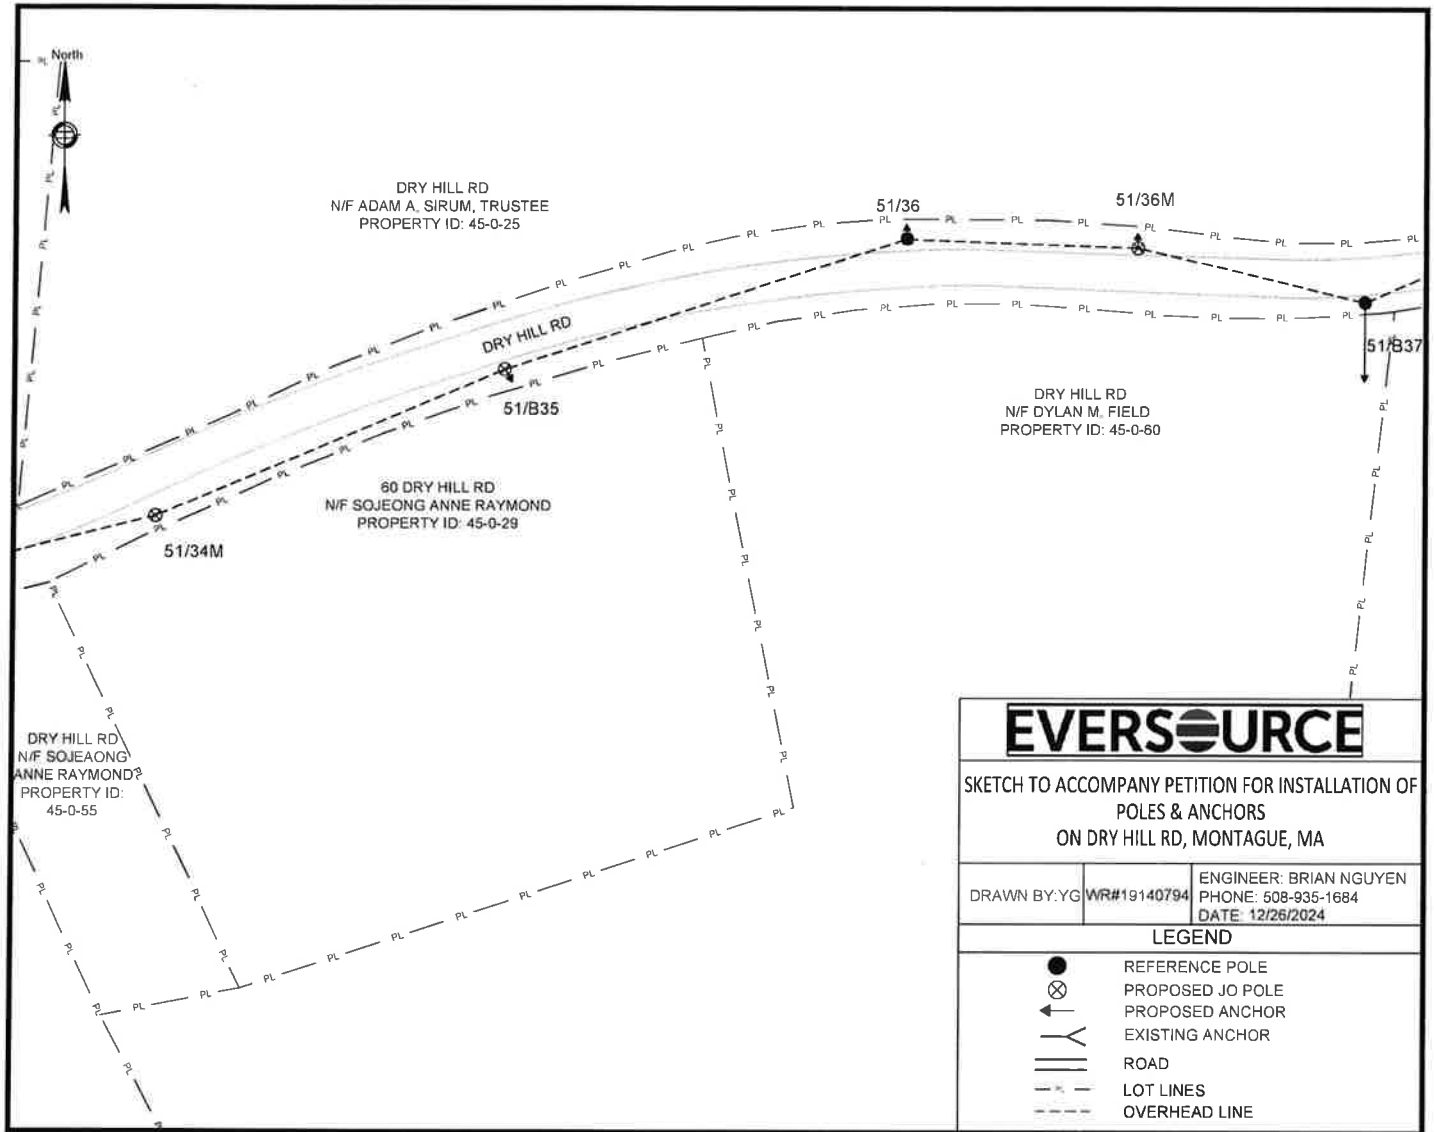 North
DRY HILL RD
N/F ADAM A. SIRUM, TRUSTEE
PROPERTY ID: 45-0-25
51/36
51/36M
DRY HILL RD
51/B35
51/B37
DRY HILL RD
N/F DYLAN M. FIELD
PROPERTY ID: 45-0-60
60 DRY HILL RD
N/F SOJEONG ANNE RAYMOND
PROPERTY ID: 45-0-29
51/34M
DRY HILL RD
N/F SOJEAONG
ANNE RAYMOND
PROPERTY ID:
45-0-55
EVERSOURCE
SKETCH TO ACCOMPANY PETITION FOR INSTALLATION OF
POLES & ANCHORS
ON DRY HILL RD, MONTAGUE, MA
DRAWN BY:YG
WR#19140794
ENGINEER: BRIAN NGUYEN
PHONE: 508-935-1684
DATE: 12/26/2024
LEGEND
REFERENCE POLE
PROPOSED JO POLE
PROPOSED ANCHOR
EXISTING ANCHOR
ROAD
PL LOT LINES
OVERHEAD LINE